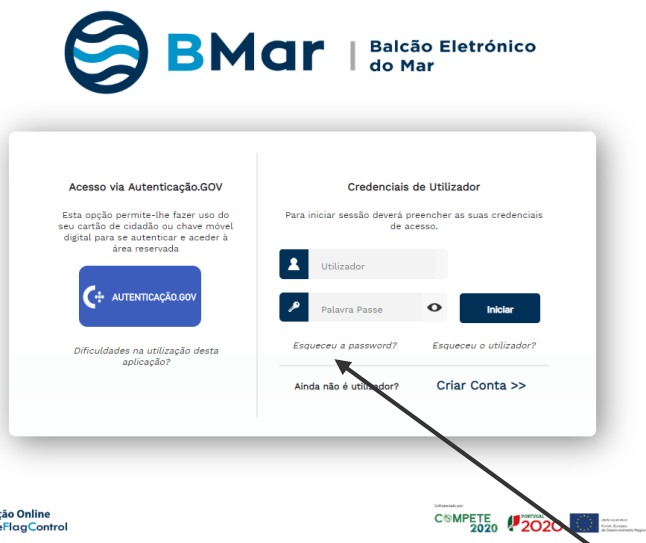 BMar | Balcão Eletrónico
do Mar
Acesso via Autenticação.GOV
Esta opção permite-lhe fazer uso do
seu cartão de cidadão ou chave móvel
digital para se autenticar e aceder à
área reservada
AUTENTICAÇÃO.GOV
Dificuldades na utilização desta
aplicação?
Credenciais de Utilizador
Para iniciar sessão deverá preencher as suas credenciais
de acesso.
Utilizador
Palavra Passe
Iniciar
Esqueceu a password?
Esqueceu o utilizador?
Ainda não é utilizador?
Criar Conta >>
ção Online
eFlagControl
Cofinanciado por:
COMPETE
2020
PORTUGAL
2020